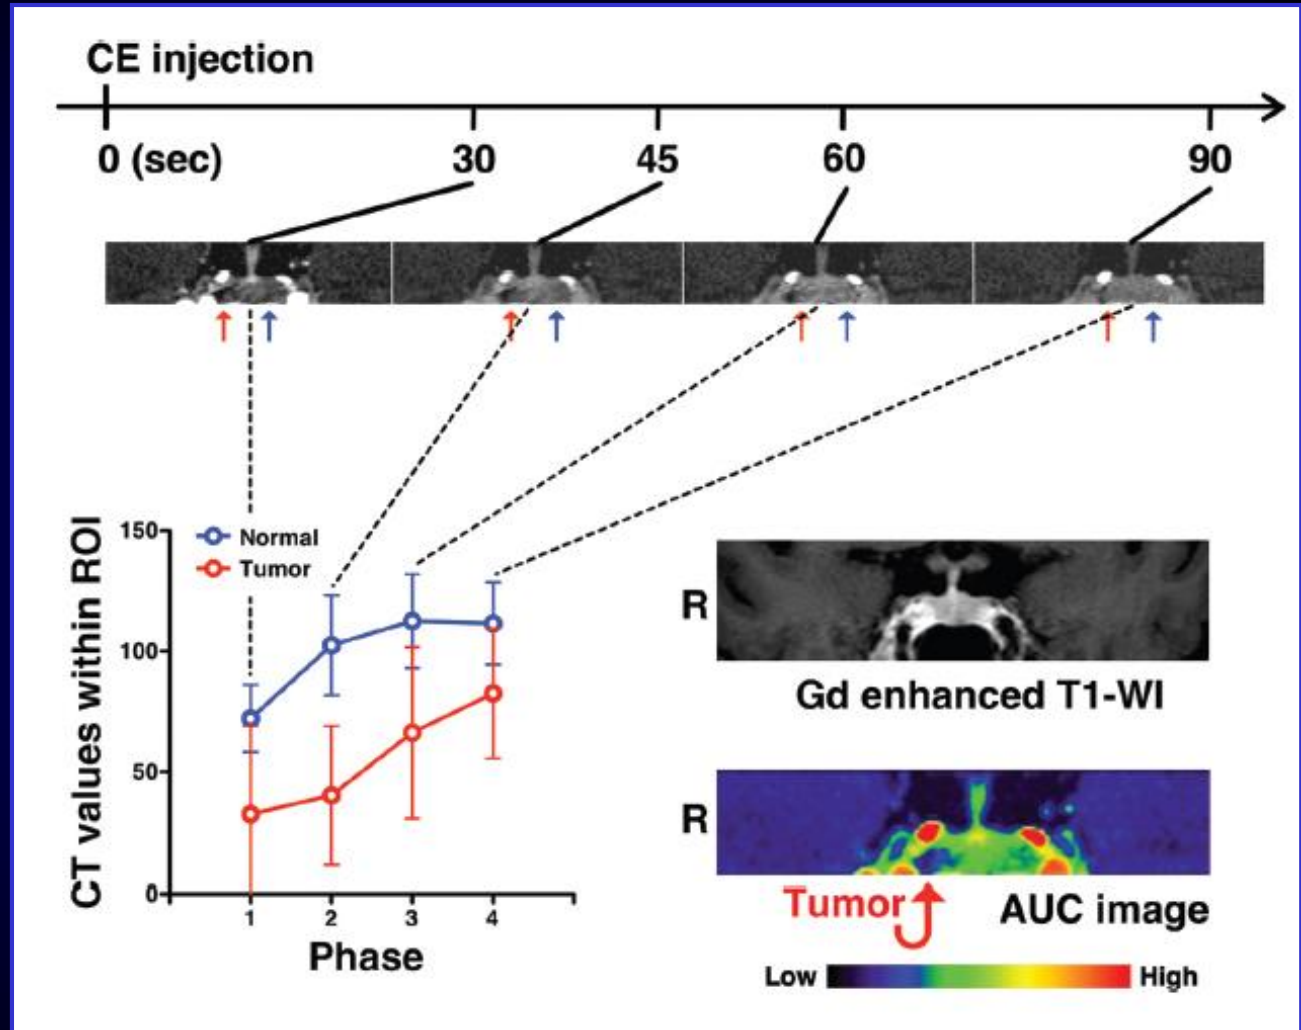 CE injection
0 (sec) 30 45 60 90
CT values within ROI
150
100
50
0
Normal
Tumor
1 2 3 4
Phase
R
Gd enhanced T1-WI
R
Tumor
AUC image
Low High